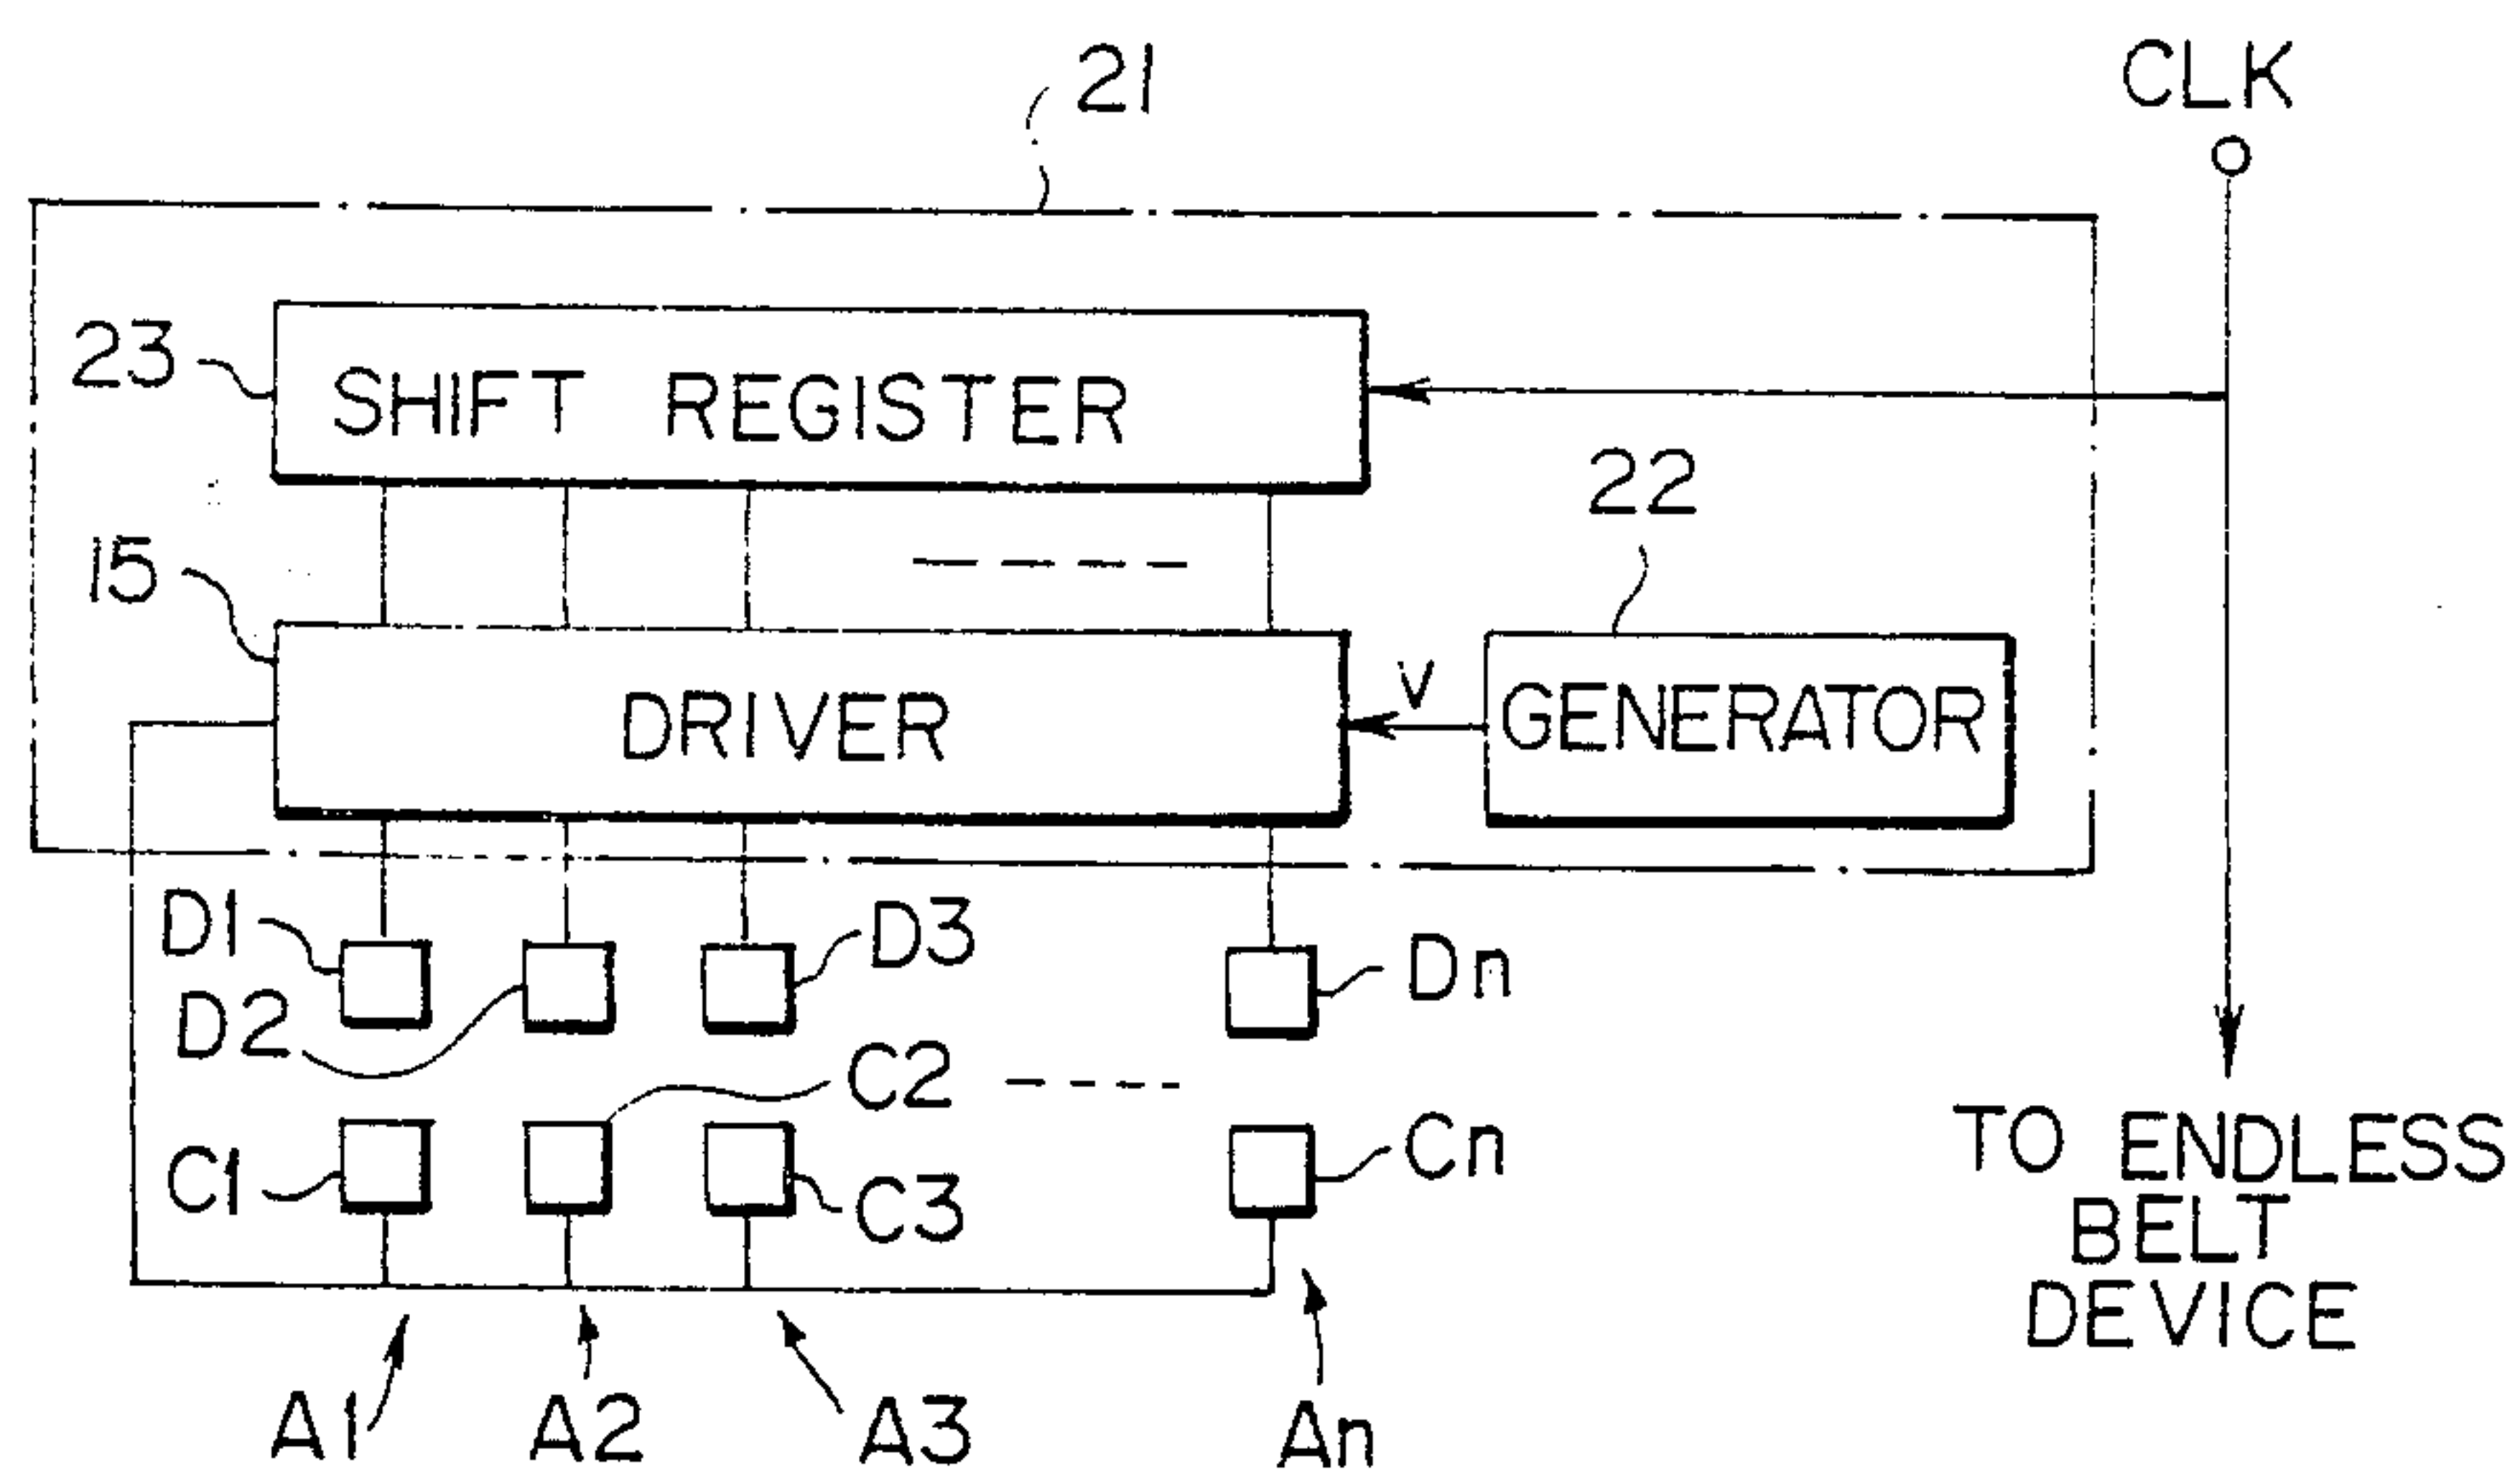 21
CLK
23
SHIFT REGISTER
22
15
DRIVER
V
GENERATOR
D1
D3
Dn
D2
C2
C1
C3
Cn
TO ENDLESS
BELT
DEVICE
A1
A2
A3
An